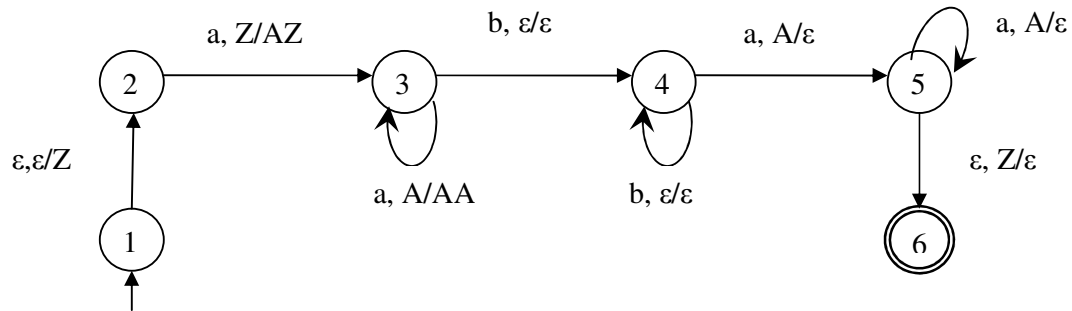 a, Z/AZ
b, ε/ε
a, A/ε
a, A/ε
2
3
4
5
ε,ε/Z
a, A/AA
b, ε/ε
ε, Z/ε
1
6